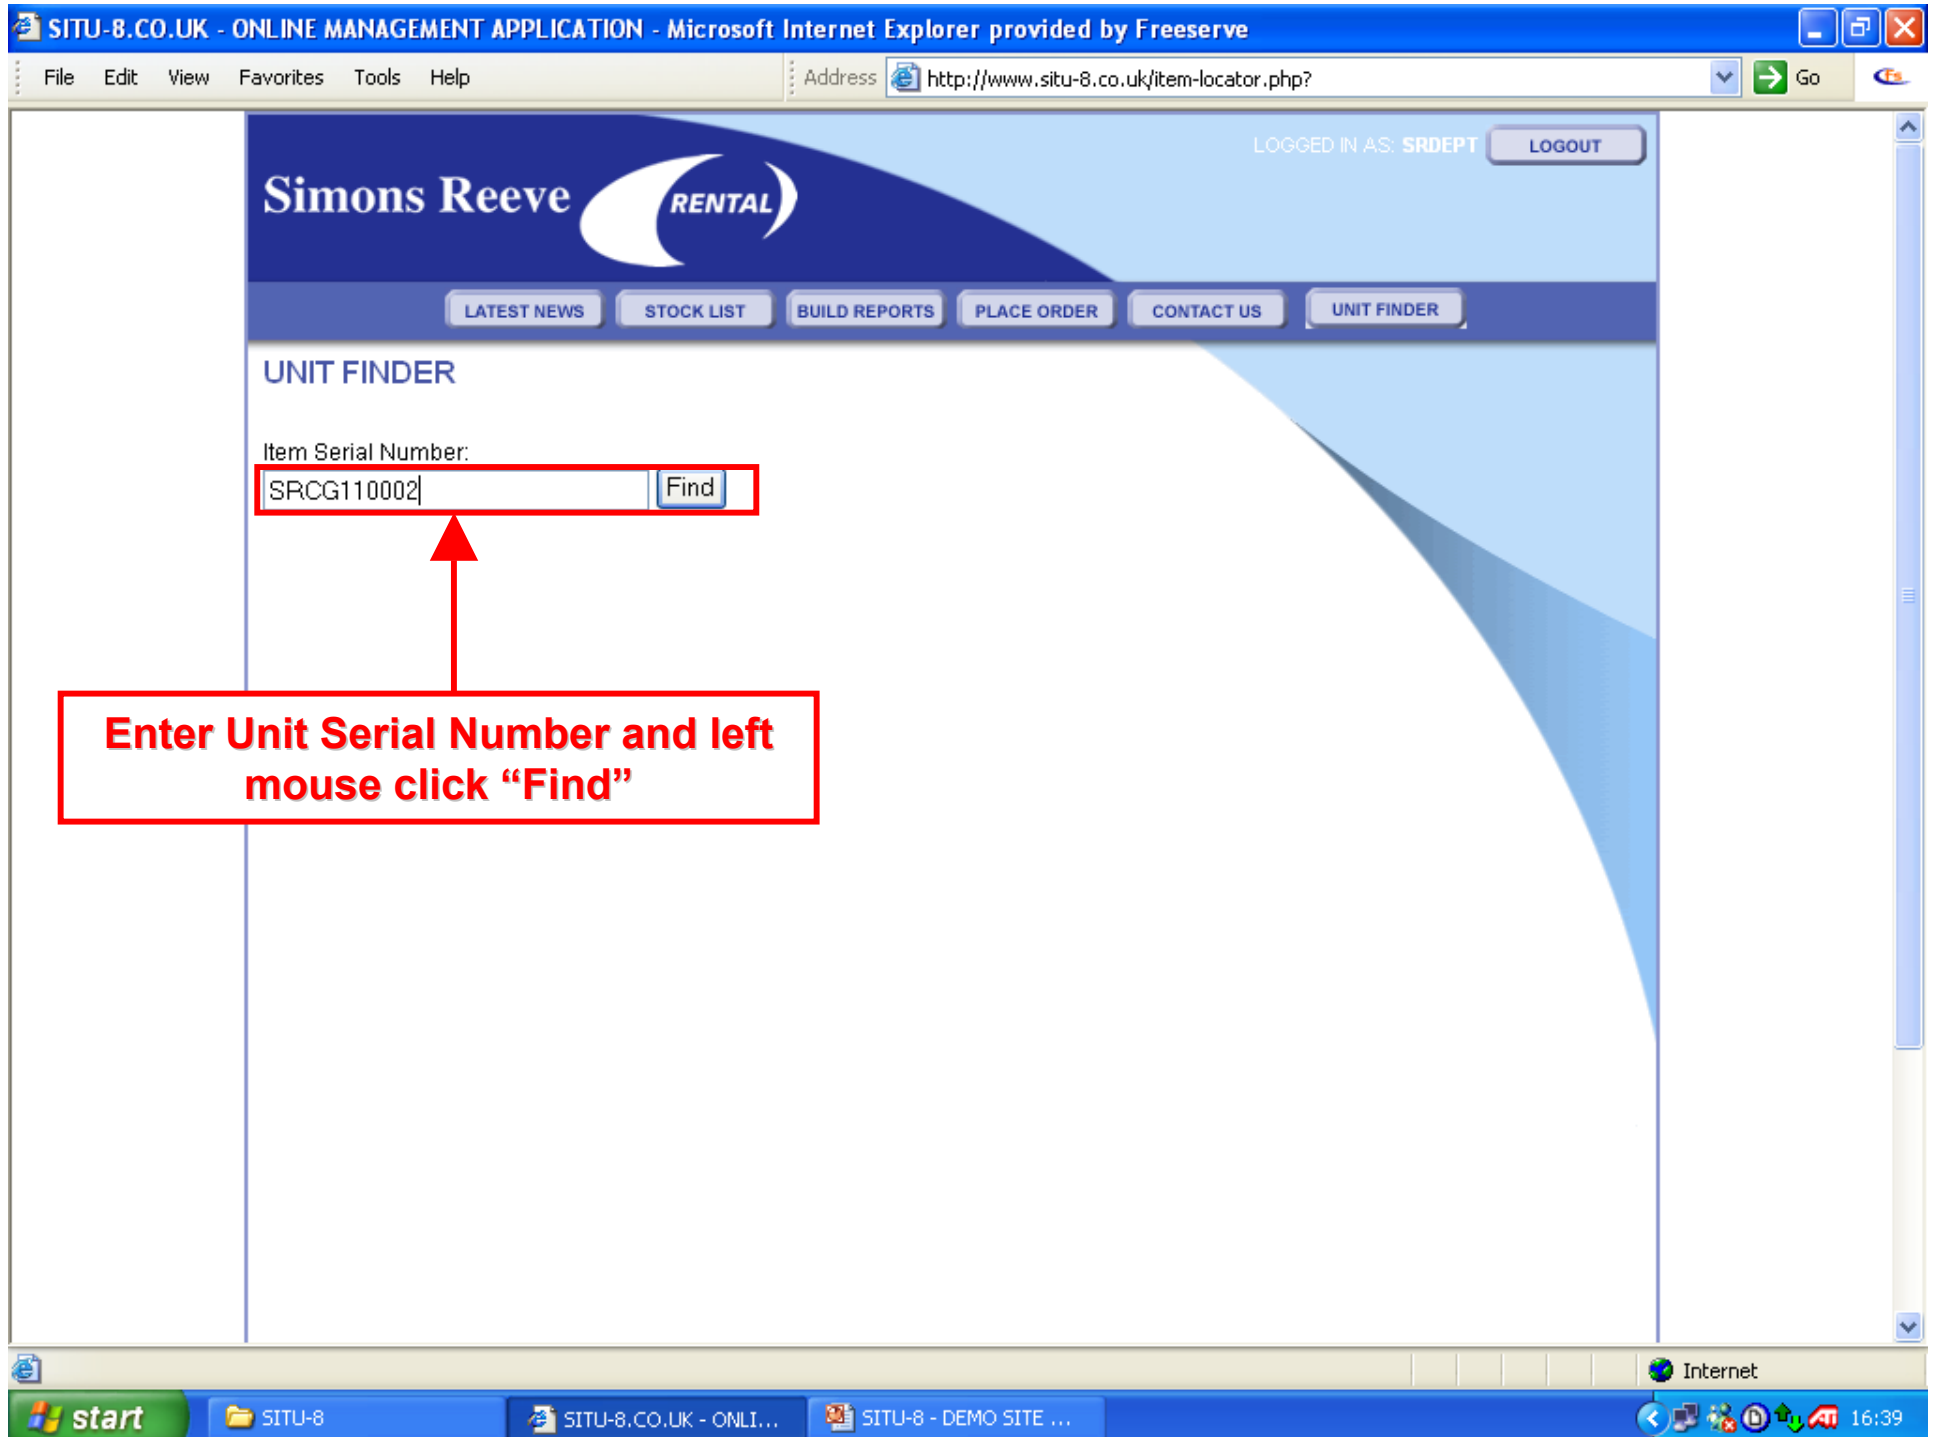 SITU-8.CO.UK - ONLINE MANAGEMENT APPLICATION - Microsoft Internet Explorer provided by Freeserve
File Edit View Favorites Tools Help Address http://www.situ-8.co.uk/item-locator.php? Go fs
LOGGED IN AS: SRDEPT LOGOUT
Simons Reeve RENTAL
LATEST NEWS STOCK LIST BUILD REPORTS PLACE ORDER CONTACT US UNIT FINDER
UNIT FINDER
Item Serial Number:
SRCG110002 Find
Enter Unit Serial Number and left
mouse click “Find”
Internet
start SITU-8 SITU-8.CO.UK - ONLI... SITU-8 - DEMO SITE ... 16:39